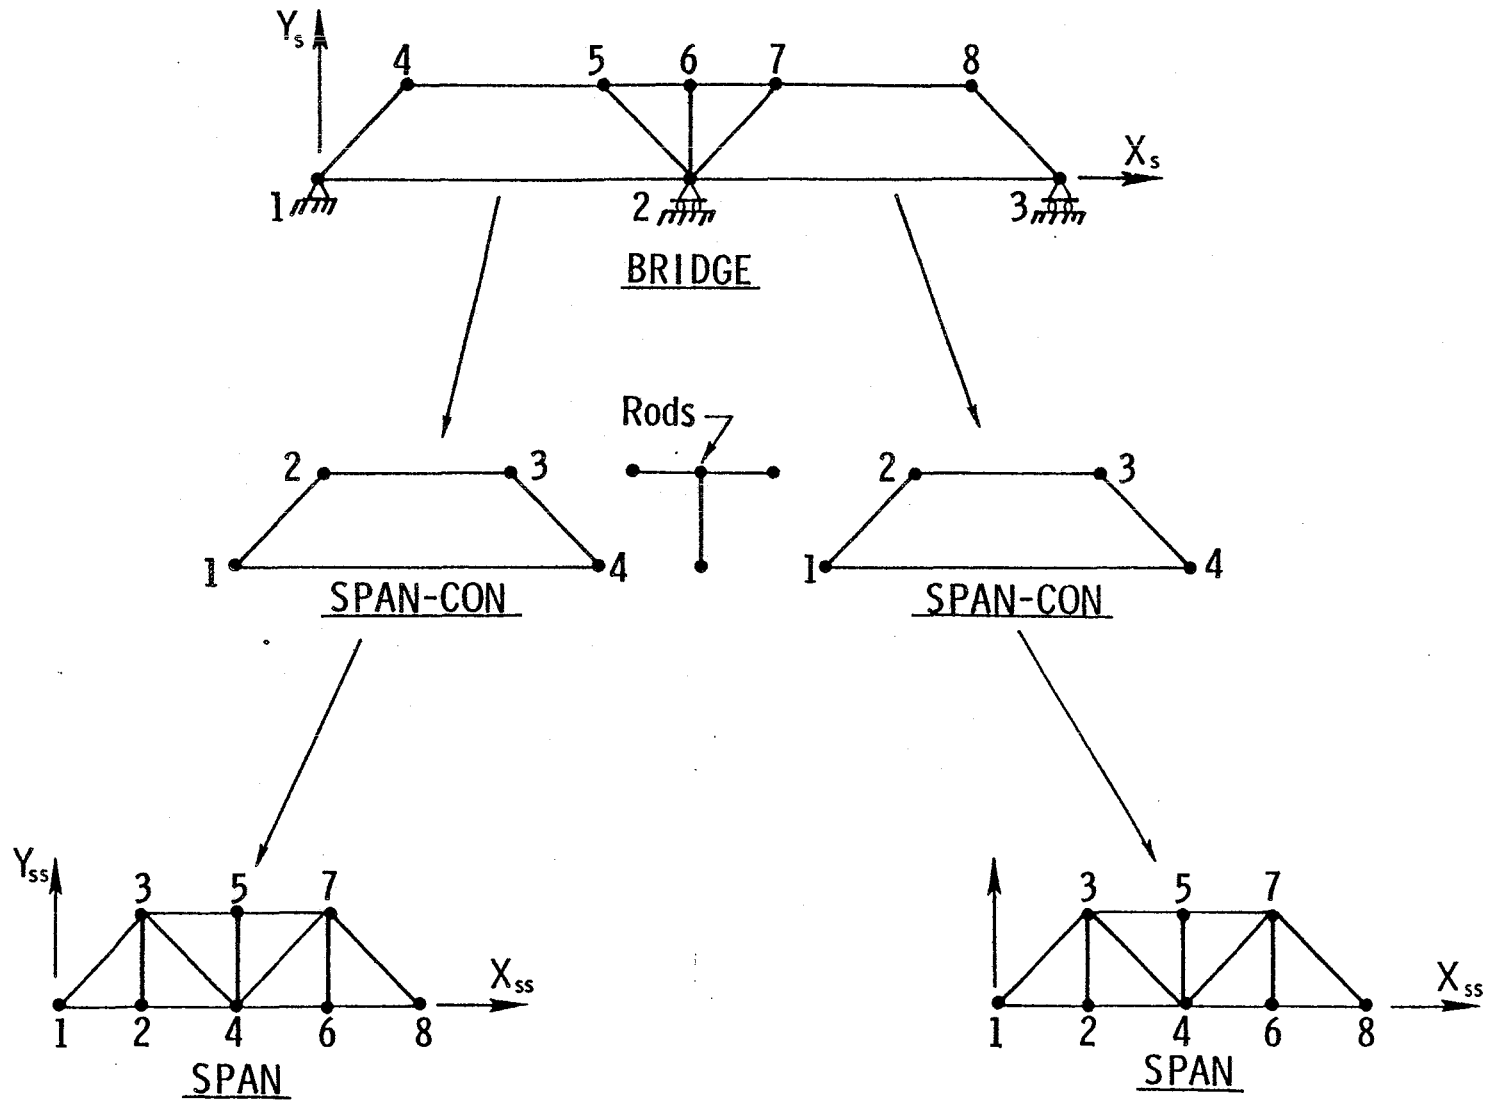 Ys
4 5 6 7 8
Xs
1 2 3
BRIDGE
Rods
2 3 2 3
1 4 1 4
SPAN-CON SPAN-CON
Yss
3 5 7 3 5 7
Xss Xss
1 2 4 6 8 1 2 4 6 8
SPAN SPAN